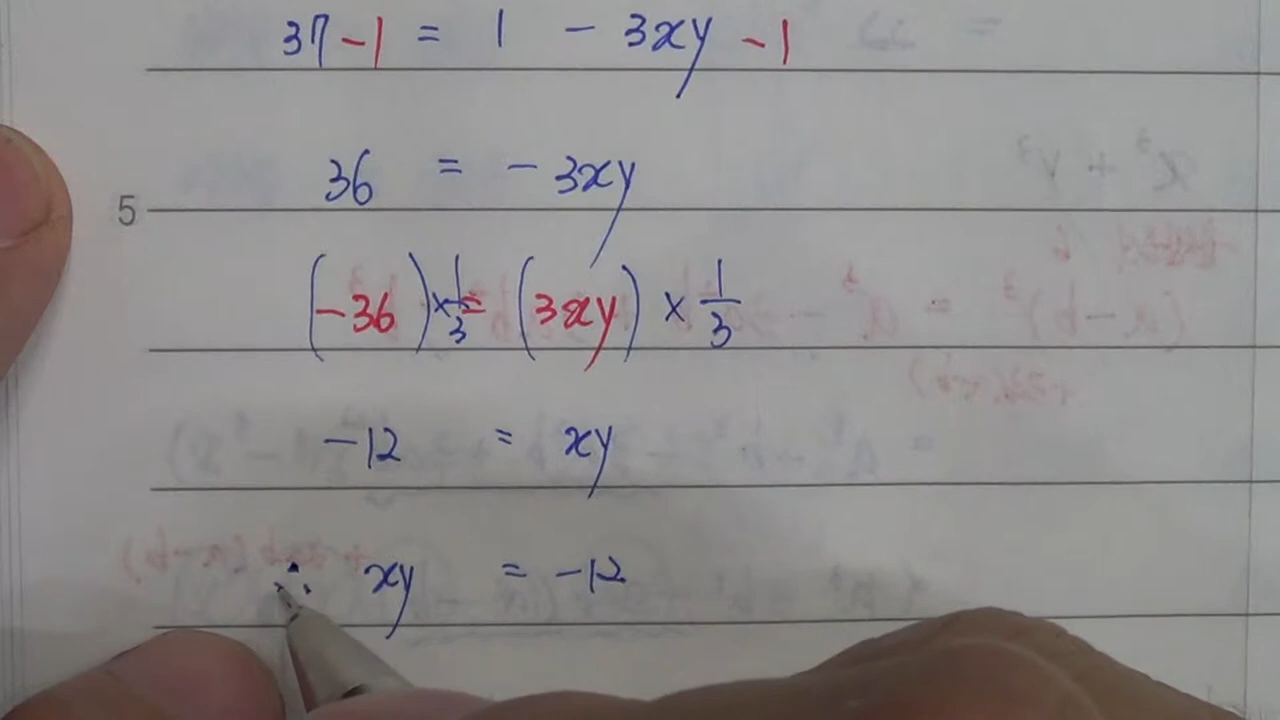 37 - 1 = 1 - 3xy - 1
36 = - 3xy
5
(-36) × 1/3 = (3xy) × 1/3
-12 = xy
∴ xy = -12